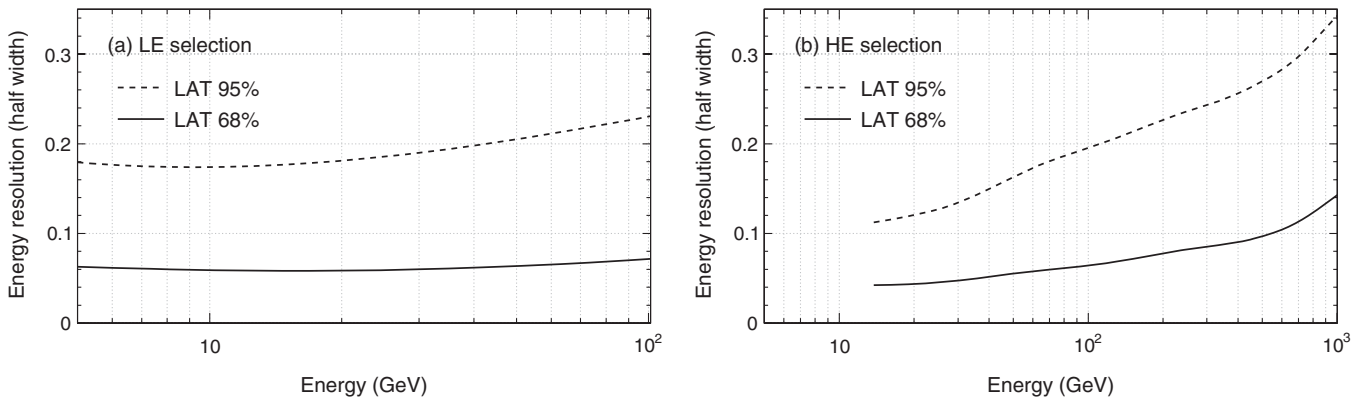 (a) LE selection
LAT 95%
LAT 68%
Energy resolution (half width)
0.3
0.2
0.1
0
10
10²
Energy (GeV)
(b) HE selection
LAT 95%
LAT 68%
Energy resolution (half width)
0.3
0.2
0.1
0
10
10²
10³
Energy (GeV)